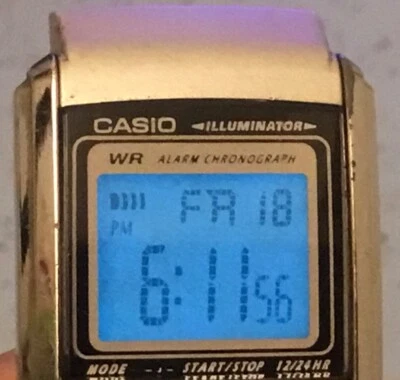 CASIO ◄ILLUMINATOR►
WR ALARM CHRONOGRAPH
FR 18
PM
6:11 56
MODE -:- START/STOP 12/24HR